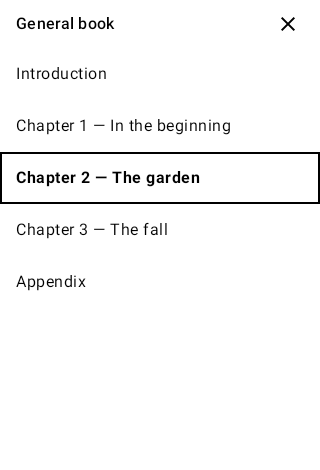 General book
Introduction
Chapter 1 — In the beginning
Chapter 2 — The garden
Chapter 3 — The fall
Appendix